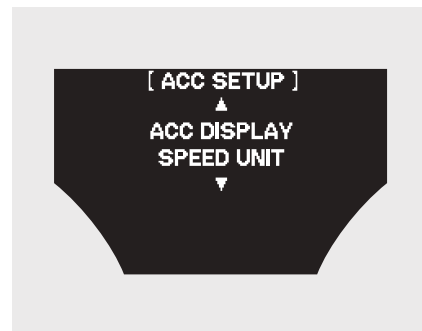 [ ACC SETUP ]
▲
ACC DISPLAY
SPEED UNIT
▼